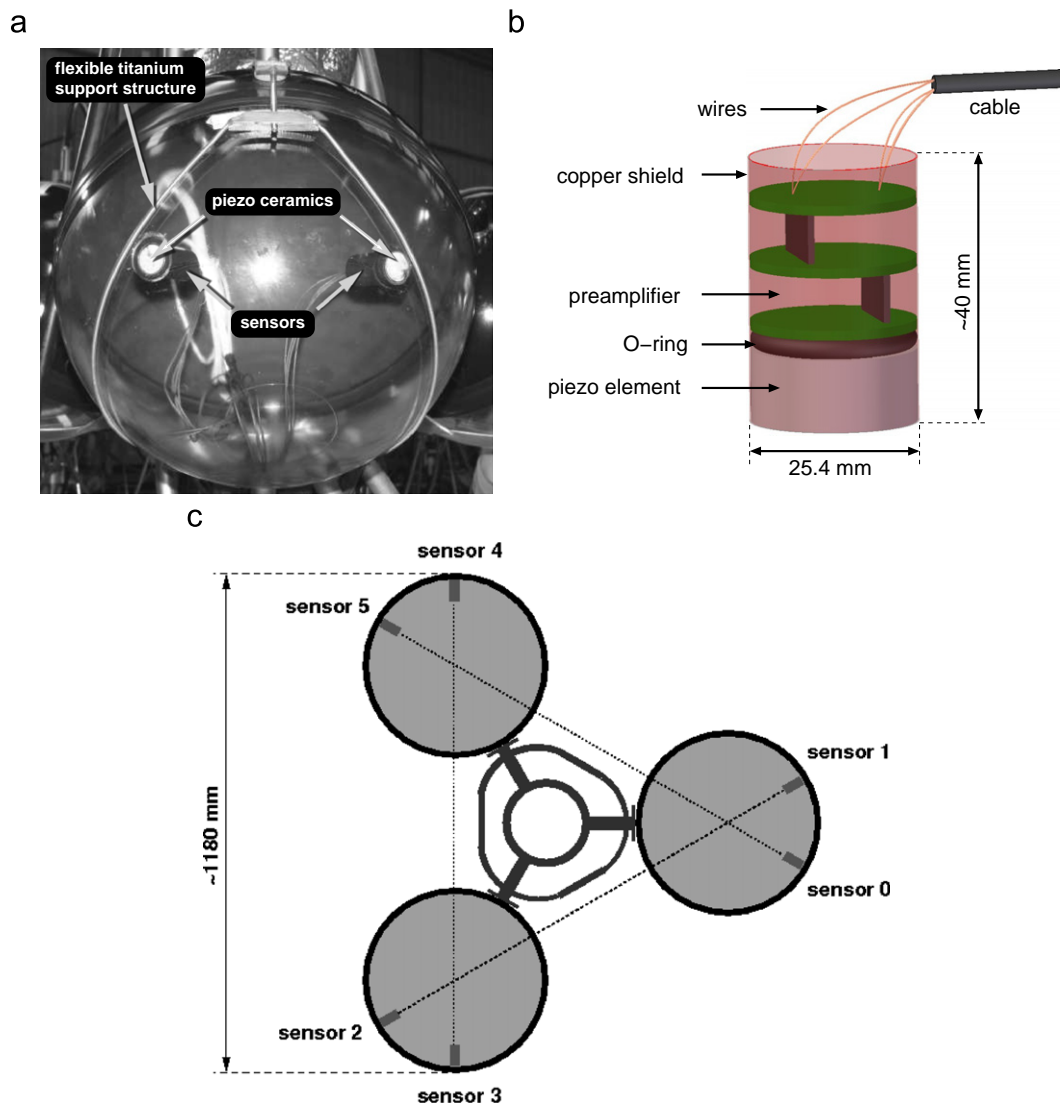 a
flexible titanium
support structure
piezo ceramics
sensors
b
wires
cable
copper shield
preamplifier
O−ring
piezo element
~40 mm
25.4 mm
c
sensor 4
sensor 5
sensor 1
sensor 0
sensor 2
sensor 3
~1180 mm